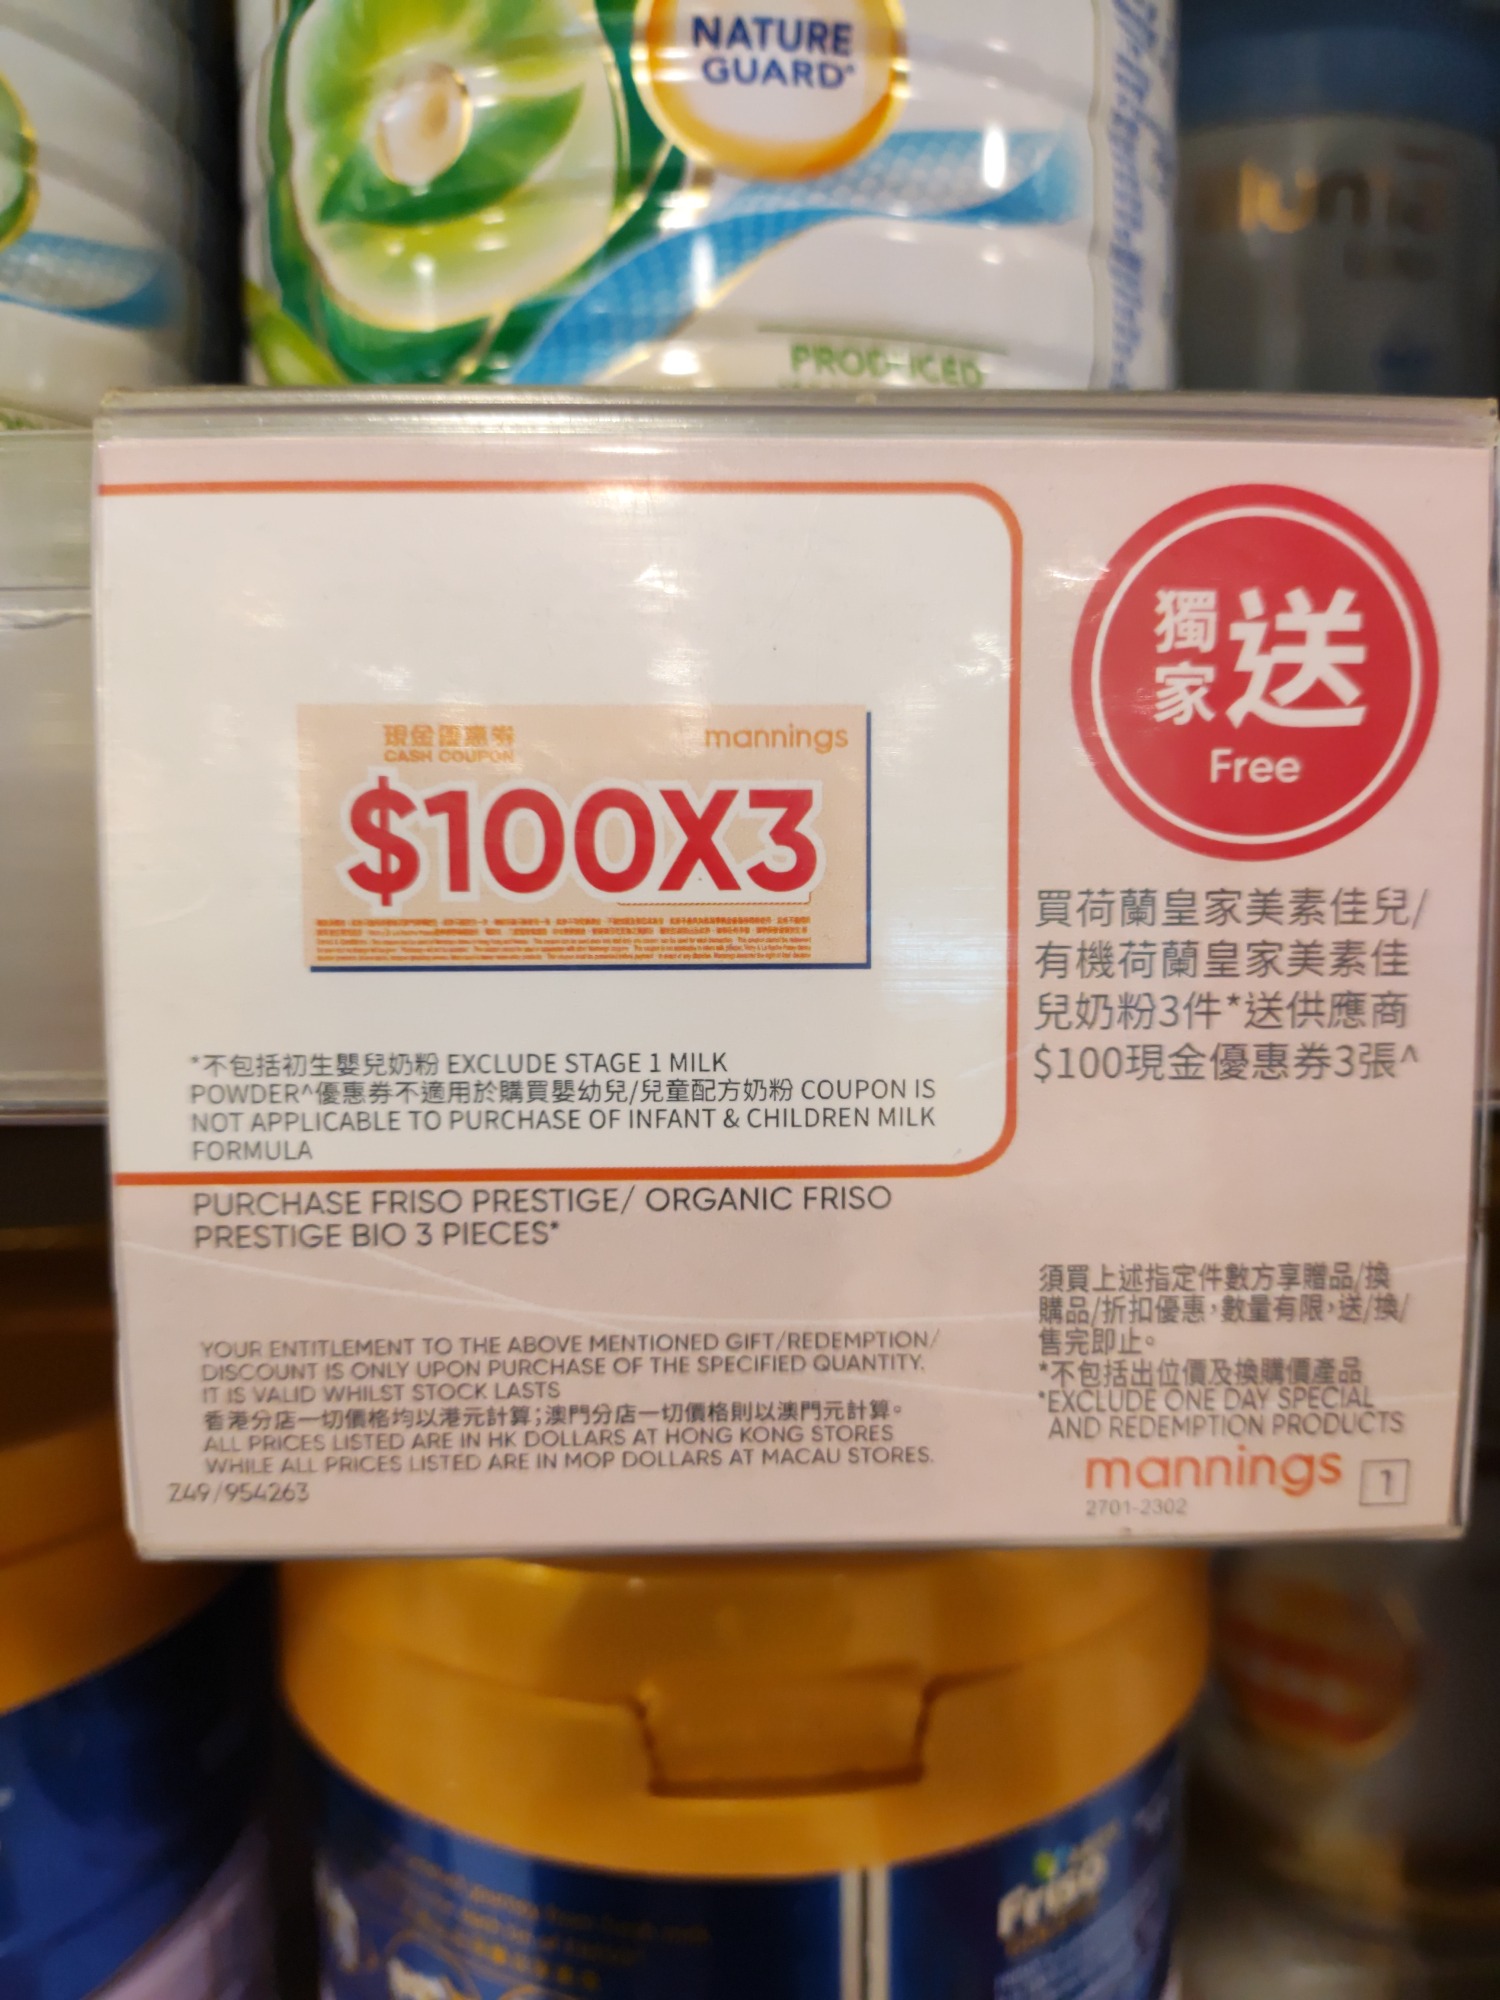 NATURE
GUARD
獨家
送
Free
現金優惠券
CASH COUPON
mannings
$100X3
買荷蘭皇家美素佳兒/
有機荷蘭皇家美素佳
兒奶粉3件*送供應商
$100現金優惠券3張^
*不包括初生嬰兒奶粉 EXCLUDE STAGE 1 MILK
POWDER^優惠券不適用於購買嬰幼兒/兒童配方奶粉 COUPON IS
NOT APPLICABLE TO PURCHASE OF INFANT & CHILDREN MILK
FORMULA
PURCHASE FRISO PRESTIGE/ ORGANIC FRISO
PRESTIGE BIO 3 PIECES*
YOUR ENTITLEMENT TO THE ABOVE MENTIONED GIFT/REDEMPTION/
DISCOUNT IS ONLY UPON PURCHASE OF THE SPECIFIED QUANTITY.
IT IS VALID WHILST STOCK LASTS
香港分店一切價格均以港元計算;澳門分店一切價格則以澳門元計算。
ALL PRICES LISTED ARE IN HK DOLLARS AT HONG KONG STORES
WHILE ALL PRICES LISTED ARE IN MOP DOLLARS AT MACAU STORES.
Z49/954263
須買上述指定件數方享贈品/換
購品/折扣優惠,數量有限,送/換/
售完即止。
*不包括出位價及換購價產品
*EXCLUDE ONE DAY SPECIAL
AND REDEMPTION PRODUCTS
mannings 1
2701-2302
Friso